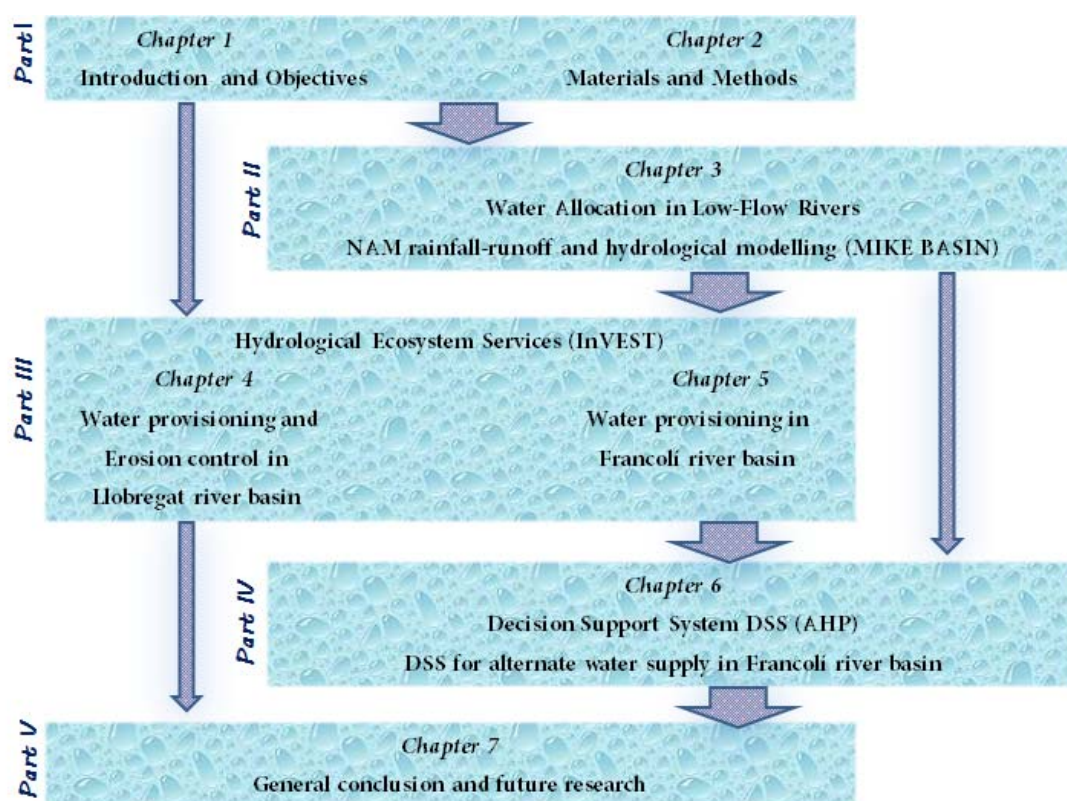 Part I
Chapter 1
Introduction and Objectives
Chapter 2
Materials and Methods
Part II
Chapter 3
Water Allocation in Low-Flow Rivers
NAM rainfall-runoff and hydrological modelling (MIKE BASIN)
Part III
Hydrological Ecosystem Services (InVEST)
Chapter 4
Water provisioning and
Erosion control in
Llobregat river basin
Chapter 5
Water provisioning in
Francolí river basin
Part IV
Chapter 6
Decision Support System DSS (AHP)
DSS for alternate water supply in Francolí river basin
Part V
Chapter 7
General conclusion and future research